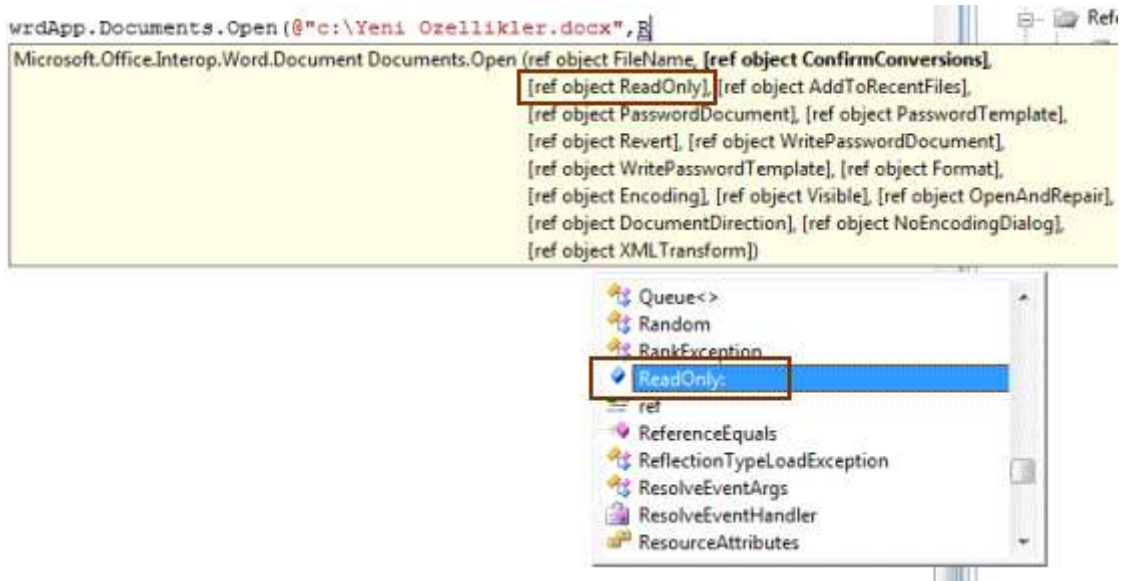 wrdApp.Documents.Open(@"c:\Yeni Ozellikler.docx",R
Refe
Microsoft.Office.Interop.Word.Document Documents.Open (ref object FileName, [ref object ConfirmConversions],
[ref object ReadOnly], [ref object AddToRecentFiles],
[ref object PasswordDocument], [ref object PasswordTemplate],
[ref object Revert], [ref object WritePasswordDocument],
[ref object WritePasswordTemplate], [ref object Format],
[ref object Encoding], [ref object Visible], [ref object OpenAndRepair],
[ref object DocumentDirection], [ref object NoEncodingDialog],
[ref object XMLTransform])
Queue<>
Random
RankException
ReadOnly:
ref
ReferenceEquals
ReflectionTypeLoadException
ResolveEventArgs
ResolveEventHandler
ResourceAttributes